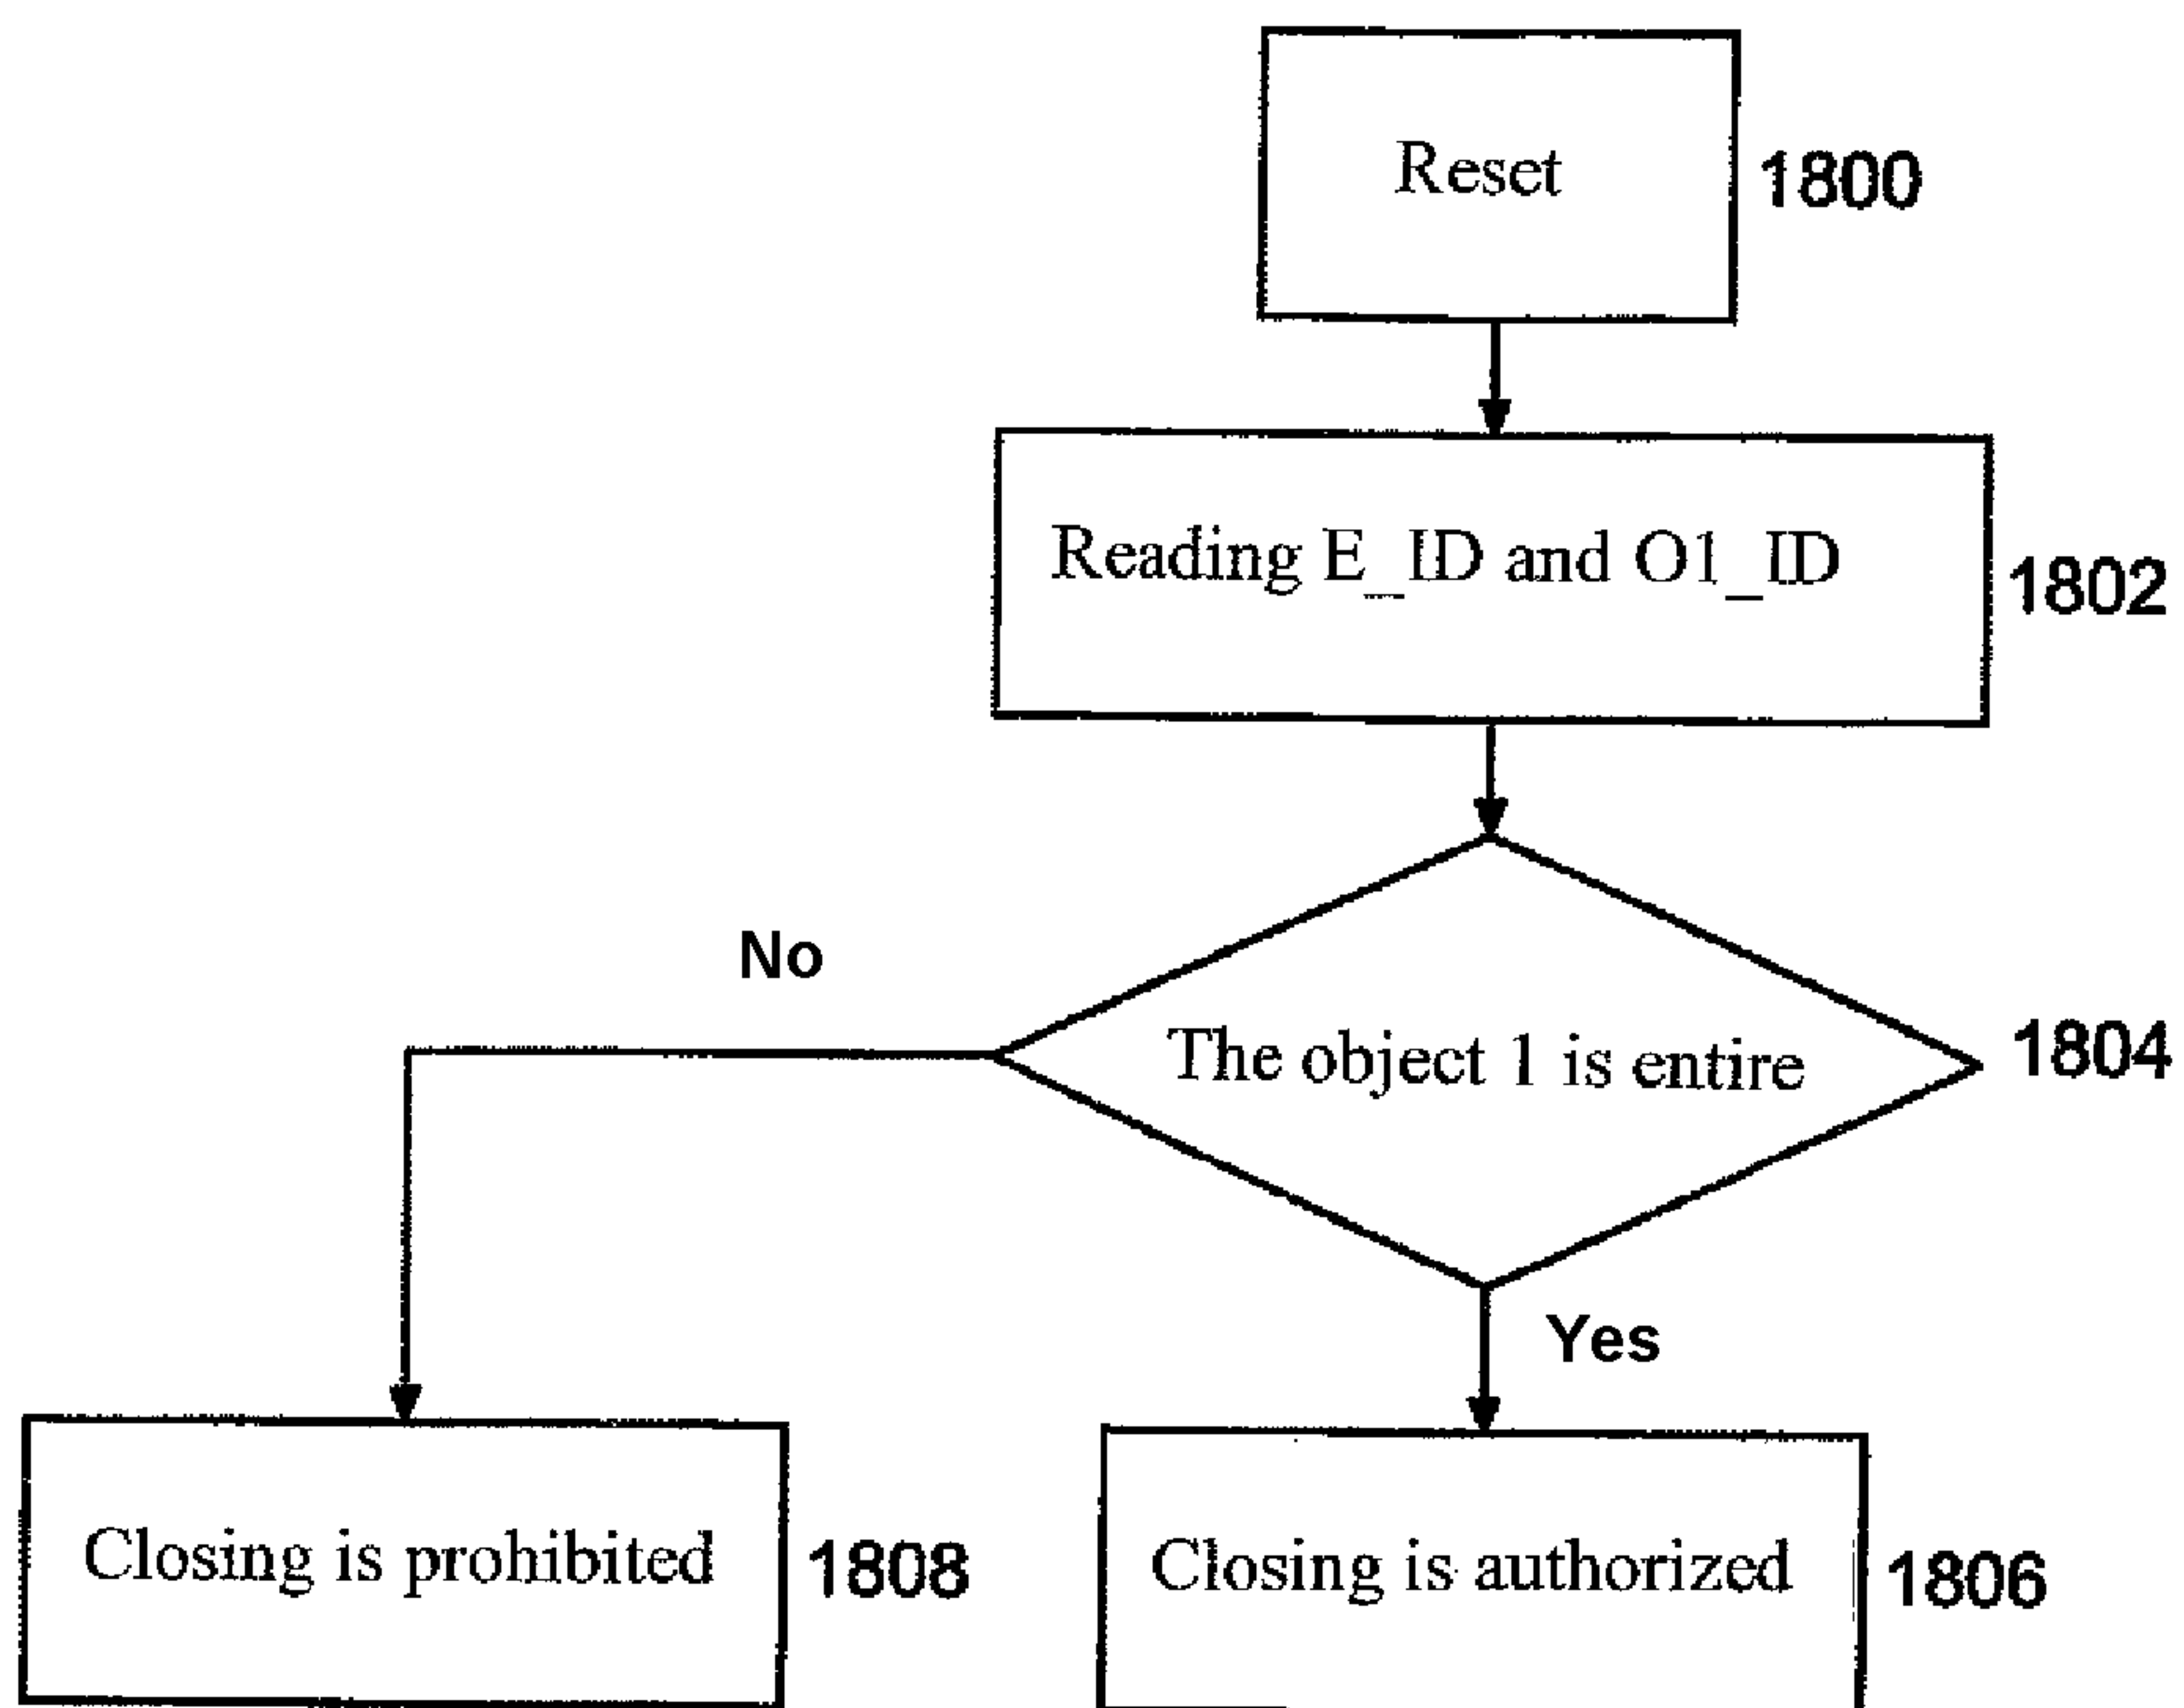 Reset
1800
Reading E_ID and O1_ID
1802
No
The object 1 is entire
1804
Yes
Closing is prohibited
1808
Closing is authorized
1806